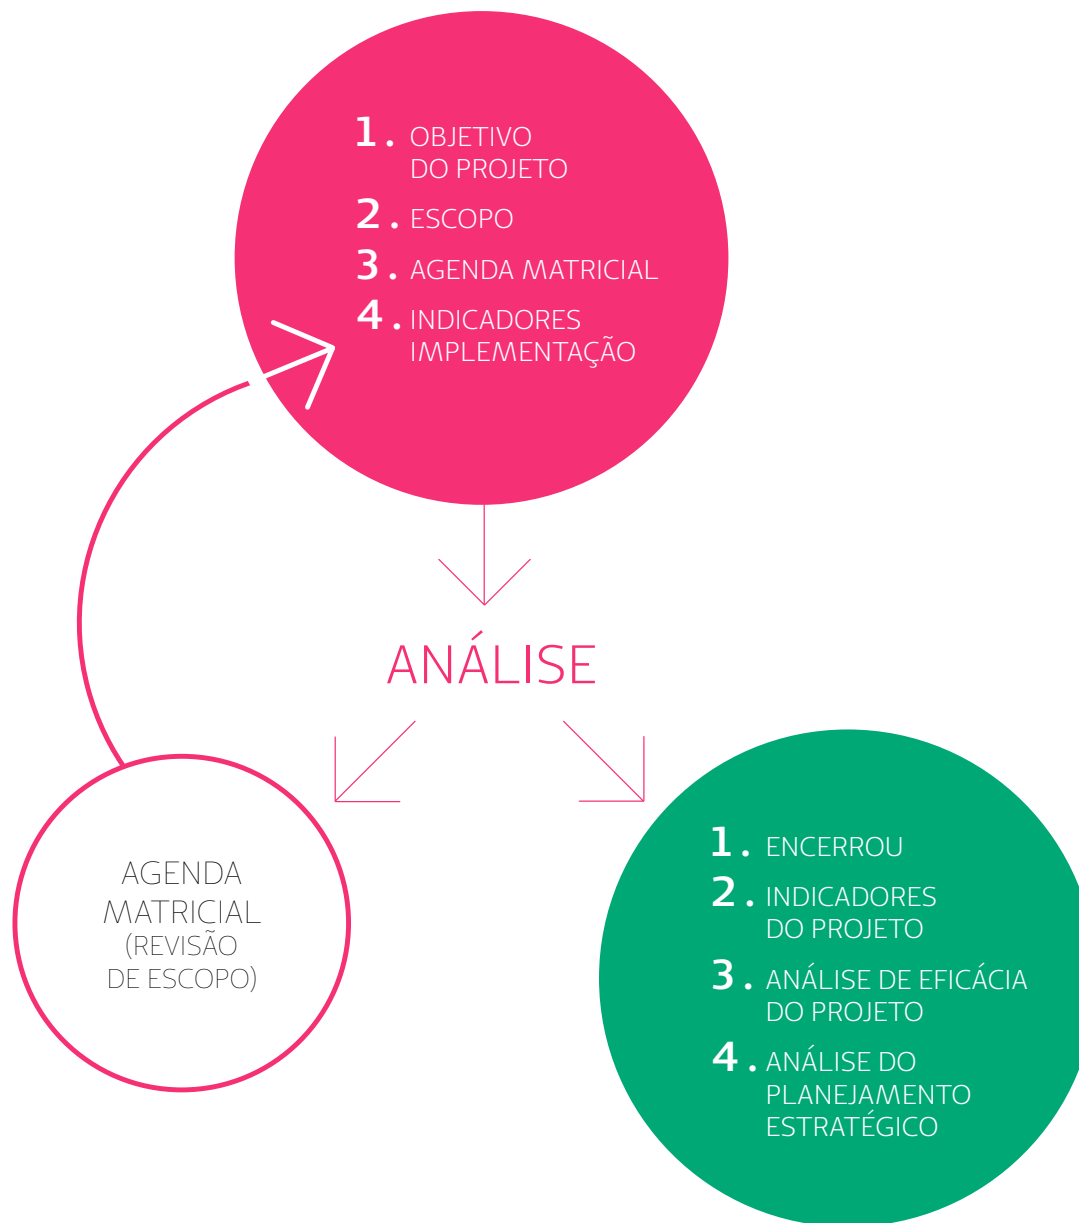 1. OBJETIVO
DO PROJETO
2. ESCOPO
3. AGENDA MATRICIAL
4. INDICADORES
IMPLEMENTAÇÃO
ANÁLISE
AGENDA
MATRICIAL
(REVISÃO
DE ESCOPO)
1. ENCERROU
2. INDICADORES
DO PROJETO
3. ANÁLISE DE EFICÁCIA
DO PROJETO
4. ANÁLISE DO
PLANEJAMENTO
ESTRATÉGICO